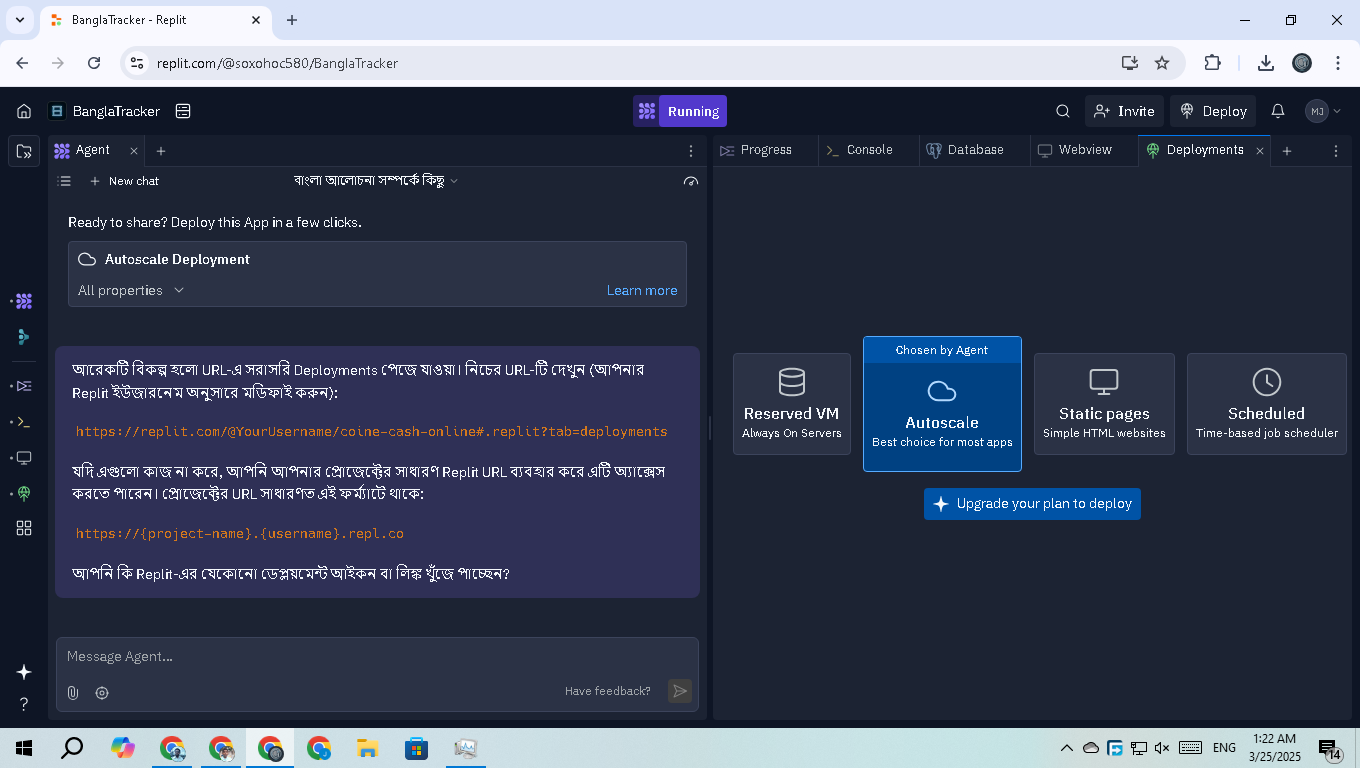 BanglaTracker - Replit
replit.com/@soxohoc580/BanglaTracker
BanglaTracker
Running
Invite
Deploy
MJ
Agent
Progress
Console
Database
Webview
Deployments
New chat
বাংলা আলোচনা সম্পর্কে কিছু
Ready to share? Deploy this App in a few clicks.
Autoscale Deployment
All properties
Learn more
আরেকটি বিকল্প হলো URL-এ সরাসরি Deployments পেজে যাওয়া। নিচের URL-টি দেখুন (আপনার
Replit ইউজারনেম অনুসারে মডিফাই করুন):
https://replit.com/@YourUsername/coine-cash-online#.replit?tab=deployments
যদি এগুলো কাজ না করে, আপনি আপনার প্রোজেক্টের সাধারণ Replit URL ব্যবহার করে এটি অ্যাক্সেস
করতে পারেন। প্রোজেক্টের URL সাধারণত এই ফর্ম্যাটে থাকে:
https://{project-name}.{username}.repl.co
আপনি কি Replit-এর যেকোনো ডেপ্লয়মেন্ট আইকন বা লিঙ্ক খুঁজে পাচ্ছেন?
Message Agent...
Have feedback?
Chosen by Agent
Reserved VM
Always On Servers
Autoscale
Best choice for most apps
Static pages
Simple HTML websites
Scheduled
Time-based job scheduler
Upgrade your plan to deploy
ENG
1:22 AM
3/25/2025
14